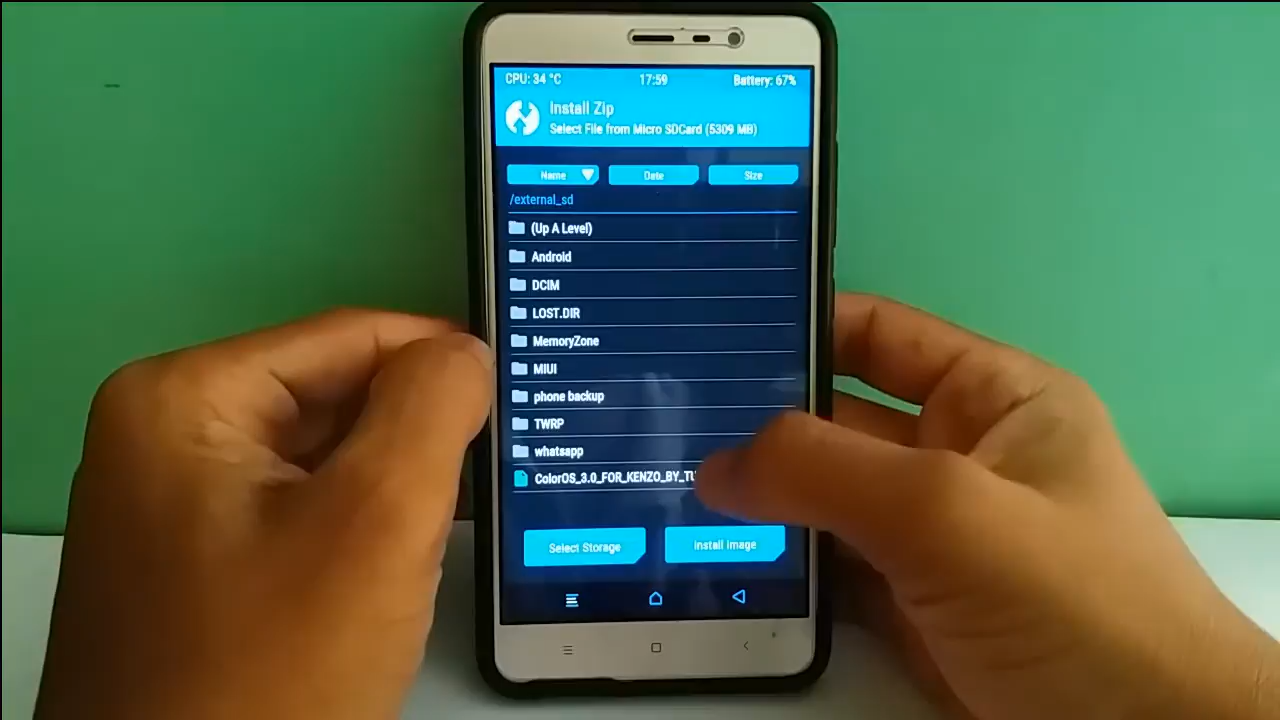 CPU: 34 °C 17:59 Battery: 67%
Install Zip
Select File from Micro SDCard (5309 MB)
Name Date Size
/external_sd
(Up A Level)
Android
DCIM
LOST.DIR
MemoryZone
MIUI
phone backup
TWRP
whatsapp
ColorOS_3.0_FOR_KENZO_BY_TU
Select Storage Install Image